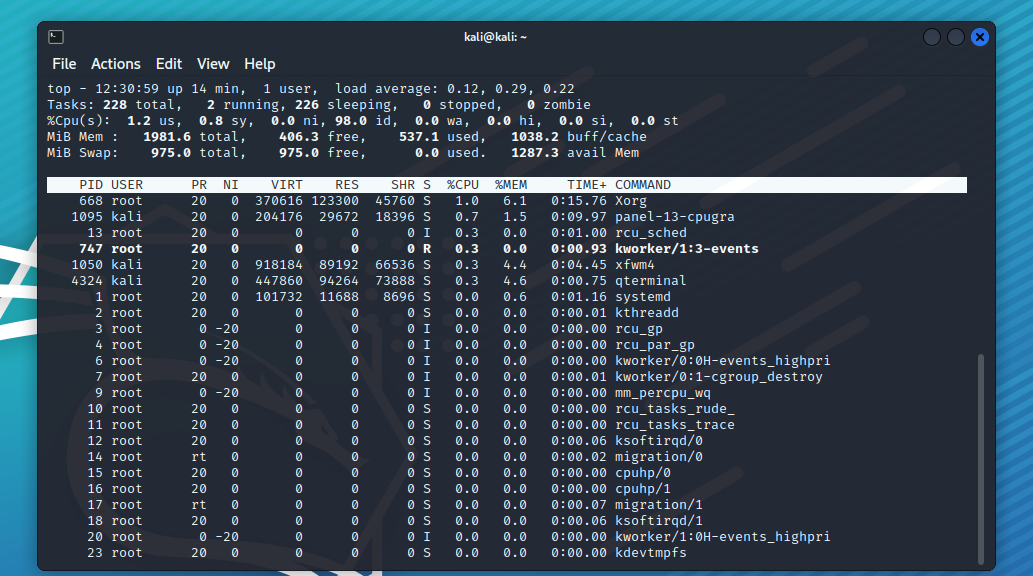 kali@kali: ~
File Actions Edit View Help
top - 12:30:59 up 14 min,  1 user,  load average: 0.12, 0.29, 0.22
Tasks: 228 total,   2 running, 226 sleeping,   0 stopped,   0 zombie
%Cpu(s):  1.2 us,  0.8 sy,  0.0 ni, 98.0 id,  0.0 wa,  0.0 hi,  0.0 si,  0.0 st
MiB Mem :   1981.6 total,    406.3 free,    537.1 used,   1038.2 buff/cache
MiB Swap:    975.0 total,    975.0 free,      0.0 used.   1287.3 avail Mem
PID USER PR NI VIRT RES SHR S %CPU %MEM TIME+ COMMAND
668 root 20 0 370616 123300 45760 S 1.0 6.1 0:15.76 Xorg
1095 kali 20 0 204176 29672 18396 S 0.7 1.5 0:09.97 panel-13-cpugra
13 root 20 0 0 0 0 I 0.3 0.0 0:01.00 rcu_sched
747 root 20 0 0 0 0 R 0.3 0.0 0:00.93 kworker/1:3-events
1050 kali 20 0 918184 89192 66536 S 0.3 4.4 0:04.45 xfwm4
4324 kali 20 0 447860 94264 73888 S 0.3 4.6 0:00.75 qterminal
1 root 20 0 101732 11688 8696 S 0.0 0.6 0:01.16 systemd
2 root 20 0 0 0 0 S 0.0 0.0 0:00.01 kthreadd
3 root 0 -20 0 0 0 I 0.0 0.0 0:00.00 rcu_gp
4 root 0 -20 0 0 0 I 0.0 0.0 0:00.00 rcu_par_gp
6 root 0 -20 0 0 0 I 0.0 0.0 0:00.00 kworker/0:0H-events_highpri
7 root 20 0 0 0 0 I 0.0 0.0 0:00.01 kworker/0:1-cgroup_destroy
9 root 0 -20 0 0 0 I 0.0 0.0 0:00.00 mm_percpu_wq
10 root 20 0 0 0 0 S 0.0 0.0 0:00.00 rcu_tasks_rude_
11 root 20 0 0 0 0 S 0.0 0.0 0:00.00 rcu_tasks_trace
12 root 20 0 0 0 0 S 0.0 0.0 0:00.06 ksoftirqd/0
14 root rt 0 0 0 0 S 0.0 0.0 0:00.02 migration/0
15 root 20 0 0 0 0 S 0.0 0.0 0:00.00 cpuhp/0
16 root 20 0 0 0 0 S 0.0 0.0 0:00.00 cpuhp/1
17 root rt 0 0 0 0 S 0.0 0.0 0:00.07 migration/1
18 root 20 0 0 0 0 S 0.0 0.0 0:00.06 ksoftirqd/1
20 root 0 -20 0 0 0 I 0.0 0.0 0:00.00 kworker/1:0H-events_highpri
23 root 20 0 0 0 0 S 0.0 0.0 0:00.00 kdevtmpfs